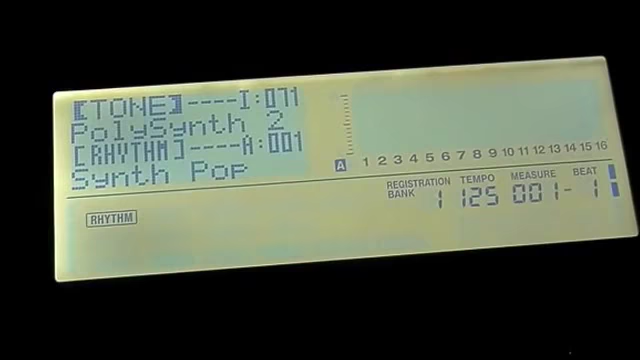 [TONE]----I:071
PolySynth 2
[RHYTHM]----A:001
Synth Pop
A 1 2 3 4 5 6 7 8 9 10 11 12 13 14 15 16
REGISTRATION BANK 1
TEMPO 125
MEASURE 001-
BEAT 1
RHYTHM